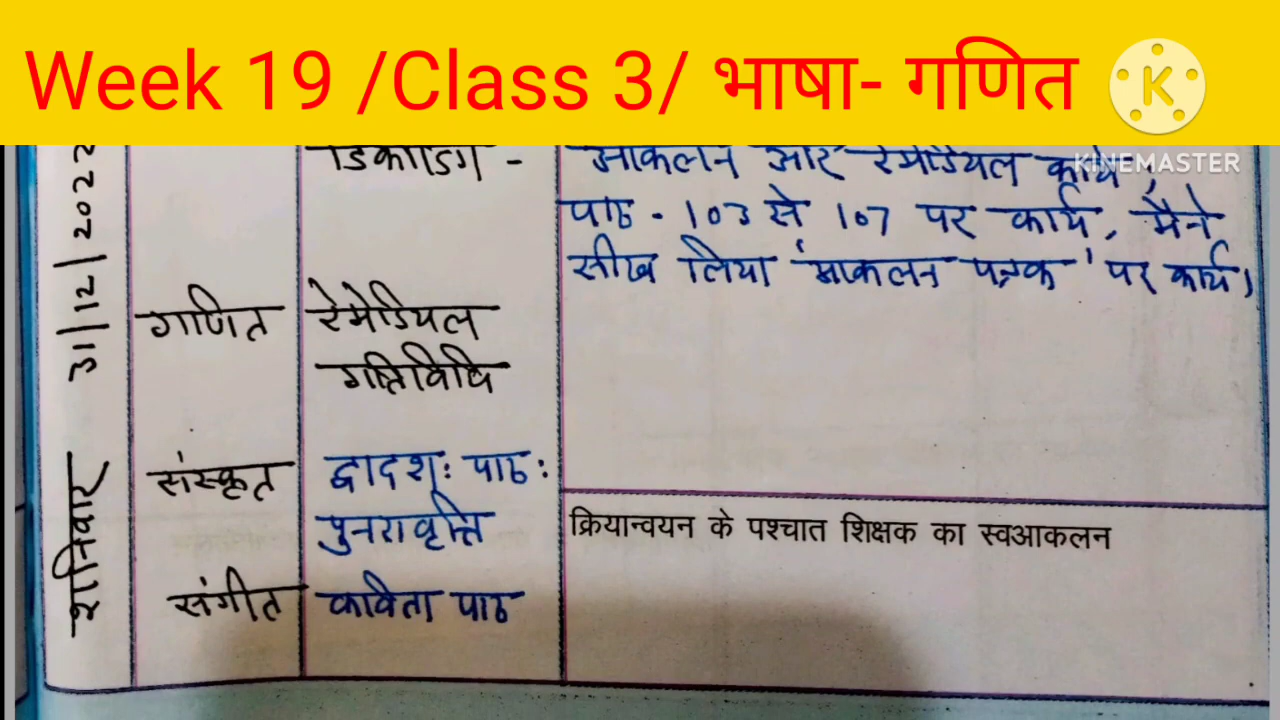 Week 19 /Class 3/ भाषा- गणित
K
KINEMASTER
31/12/202
शनिवार
डिकोडिंग -
आकलन और रेमेडियल कार्य,
पाठ - 103 से 107 पर कार्य, मैने
सीख लिया 'आकलन पत्रक' पर कार्य।
गणित
रेमेडियल
गतिविधि
संस्कृत
द्वादशः पाठः
पुनरावृत्ति
संगीत
कविता पाठ
क्रियान्वयन के पश्चात शिक्षक का स्वआकलन